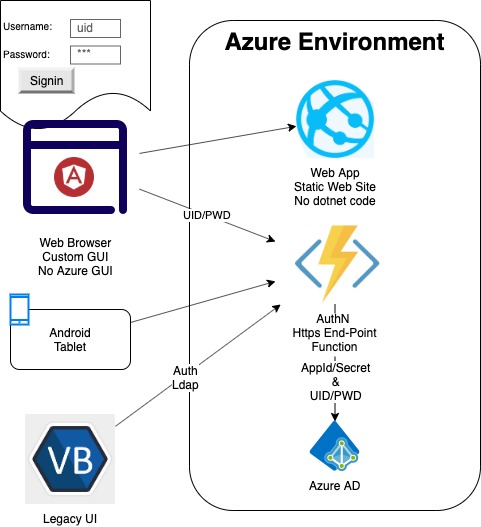 Username:
uid
Password:
***
Signin
Azure Environment
Web App
Static Web Site
No dotnet code
Web Browser
Custom GUI
No Azure GUI
UID/PWD
AuthN
Https End-Point
Function
Android
Tablet
Auth
Ldap
AppId/Secret
&
UID/PWD
VB
Legacy UI
Azure AD